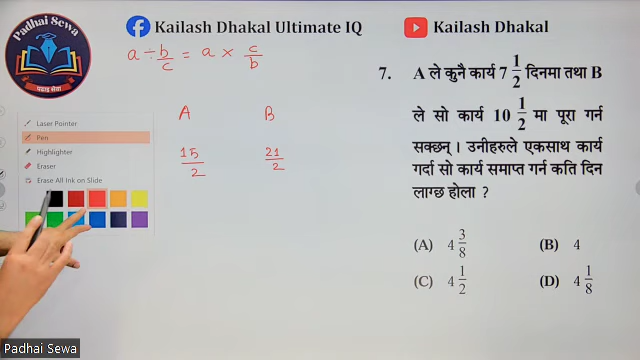 Padhai Sewa
पढाइ सेवा
Kailash Dhakal Ultimate IQ
Kailash Dhakal
a ÷ b/c = a × c/b
A B
15/2 21/2
Laser Pointer
Pen
Highlighter
Eraser
Erase All Ink on Slide
7. A ले कुनै कार्य 7 1/2 दिनमा तथा B
ले सो कार्य 10 1/2 मा पूरा गर्न
सक्छन् । उनीहरुले एकसाथ कार्य
गर्दा सो कार्य समाप्त गर्न कति दिन
लाग्छ होला ?
(A) 4 3/8 (B) 4
(C) 4 1/2 (D) 4 1/8
Padhai Sewa